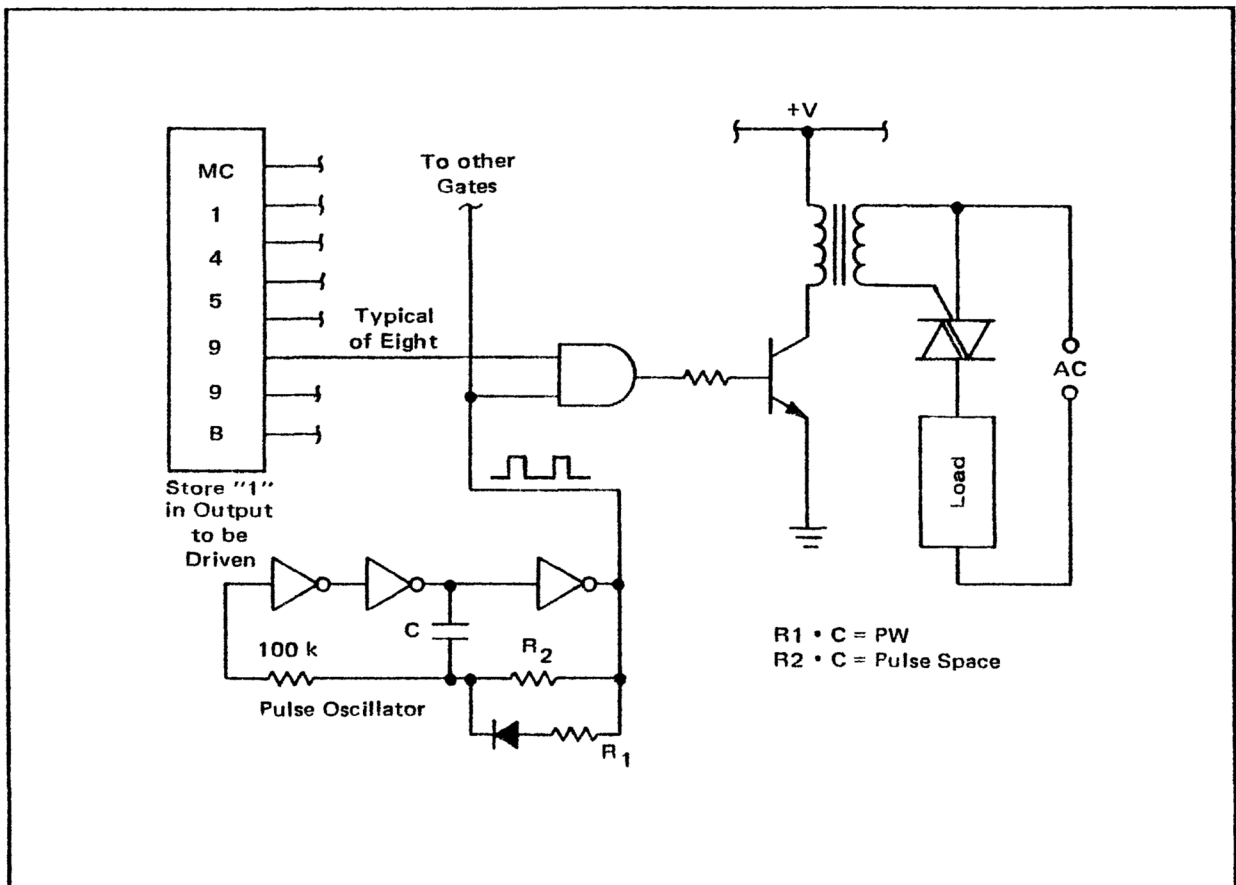 +V
MC
1
4
5
9
9
B
To other
Gates
Typical
of Eight
AC
Load
Store "1"
in Output
to be
Driven
C
R2
100 k
Pulse Oscillator
R1
R1 • C = PW
R2 • C = Pulse Space